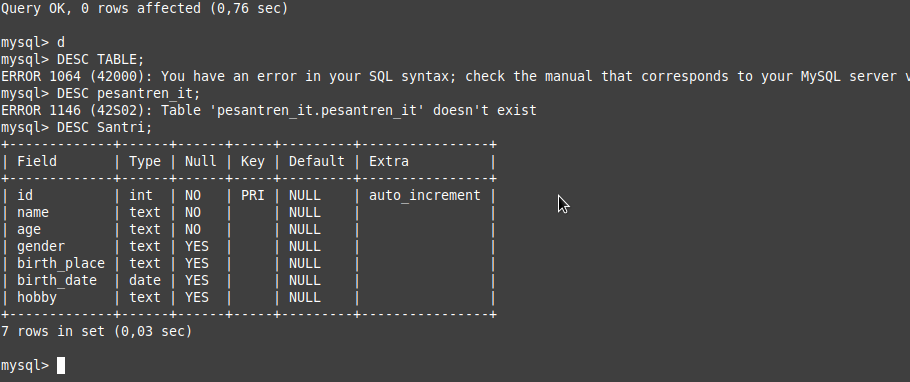 Query OK, 0 rows affected (0,76 sec)
mysql> d
mysql> DESC TABLE;
ERROR 1064 (42000): You have an error in your SQL syntax; check the manual that corresponds to your MySQL server v
mysql> DESC pesantren_it;
ERROR 1146 (42S02): Table 'pesantren_it.pesantren_it' doesn't exist
mysql> DESC Santri;
+-------------+------+------+-----+---------+----------------+
| Field       | Type | Null | Key | Default | Extra          |
+-------------+------+------+-----+---------+----------------+
| id          | int  | NO   | PRI | NULL    | auto_increment |
| name        | text | NO   |     | NULL    |                |
| age         | text | NO   |     | NULL    |                |
| gender      | text | YES  |     | NULL    |                |
| birth_place | text | YES  |     | NULL    |                |
| birth_date  | date | YES  |     | NULL    |                |
| hobby       | text | YES  |     | NULL    |                |
+-------------+------+------+-----+---------+----------------+
7 rows in set (0,03 sec)
mysql>